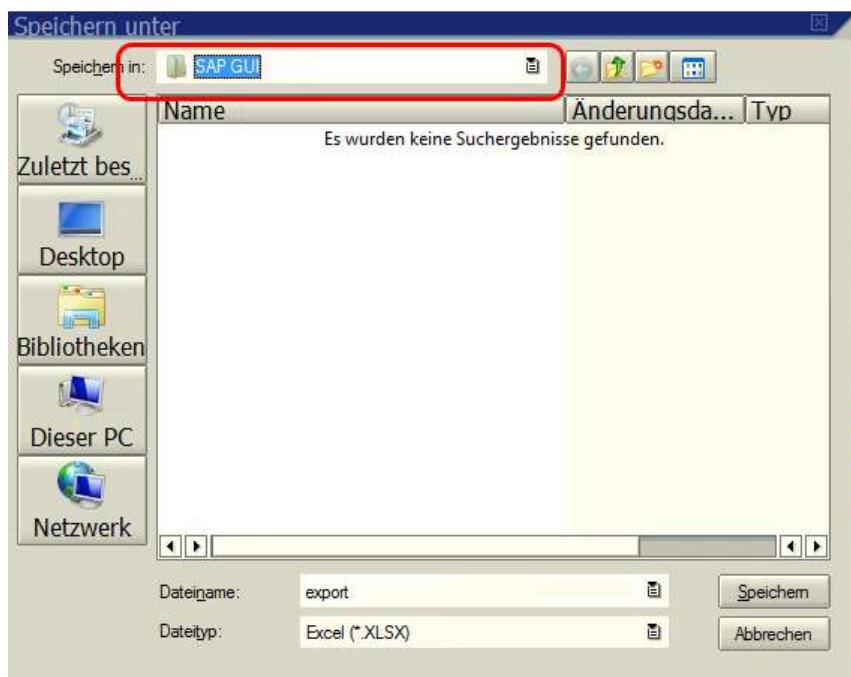 Speichern unter
Speichern in: SAP GUI
Name Änderungsda... Typ
Es wurden keine Suchergebnisse gefunden.
Zuletzt bes...
Desktop
Bibliotheken
Dieser PC
Netzwerk
Dateiname: export Speichern
Dateityp: Excel (*.XLSX) Abbrechen